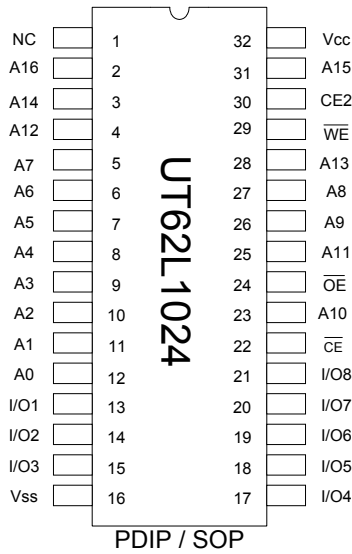 NC 1 32 Vcc
A16 2 31 A15
A14 3 30 CE2
A12 4 29 W̅E̅
A7 5 28 A13
A6 6 27 A8
A5 7 26 A9
A4 8 25 A11
A3 9 24 O̅E̅
A2 10 23 A10
A1 11 22 C̅E̅
A0 12 21 I/O8
I/O1 13 20 I/O7
I/O2 14 19 I/O6
I/O3 15 18 I/O5
Vss 16 17 I/O4
UT62L1024
PDIP / SOP